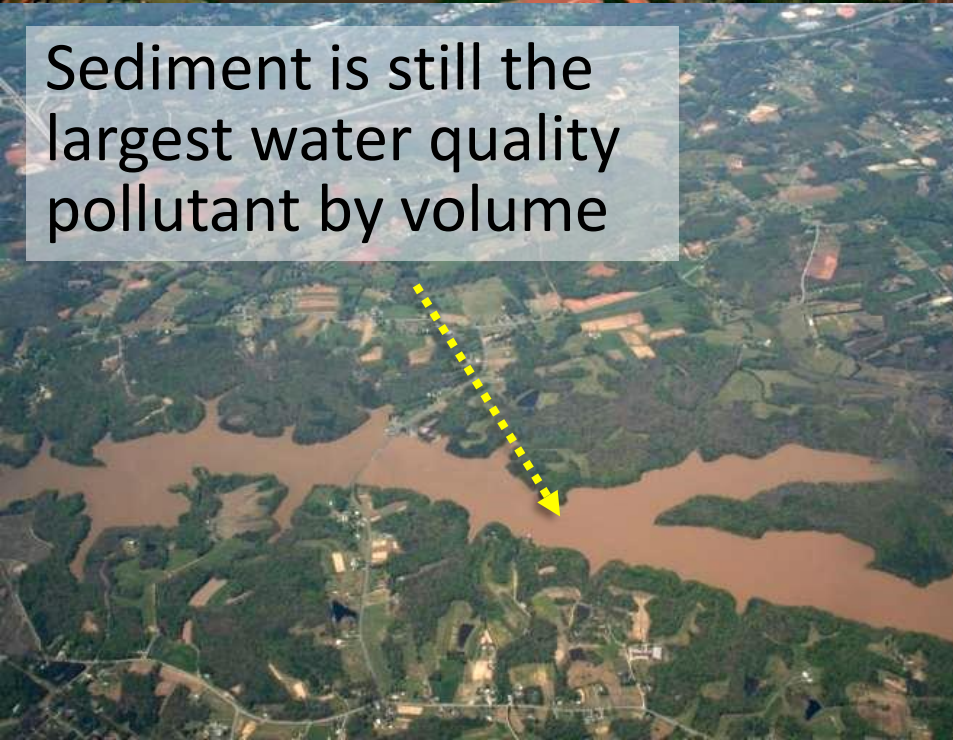 Sediment is still the
largest water quality
pollutant by volume